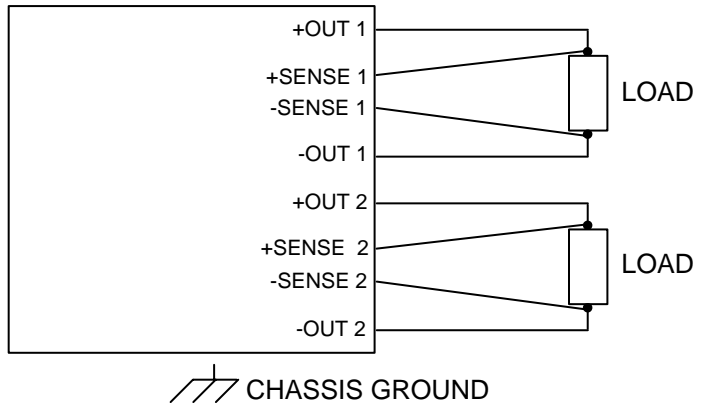 +OUT 1
+SENSE 1
-SENSE 1
-OUT 1
LOAD
+OUT 2
+SENSE 2
-SENSE 2
-OUT 2
LOAD
CHASSIS GROUND